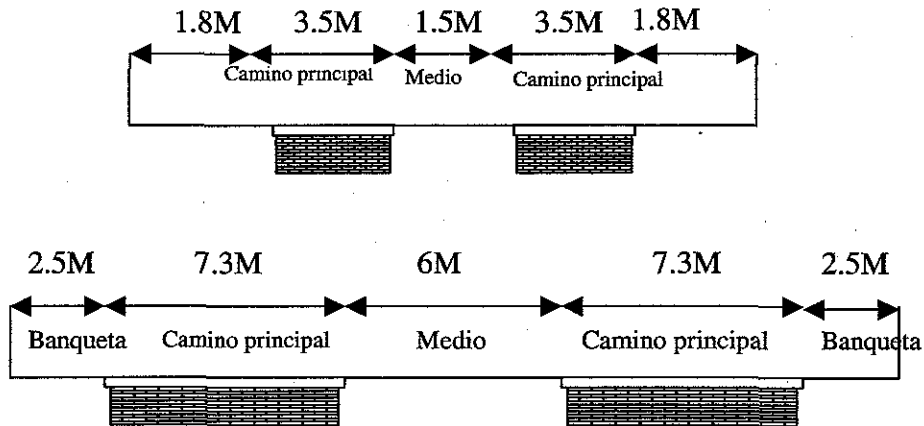 1.8M 3.5M 1.5M 3.5M 1.8M
Camino principal Medio Camino principal
2.5M 7.3M 6M 7.3M 2.5M
Banqueta Camino principal Medio Camino principal Banqueta